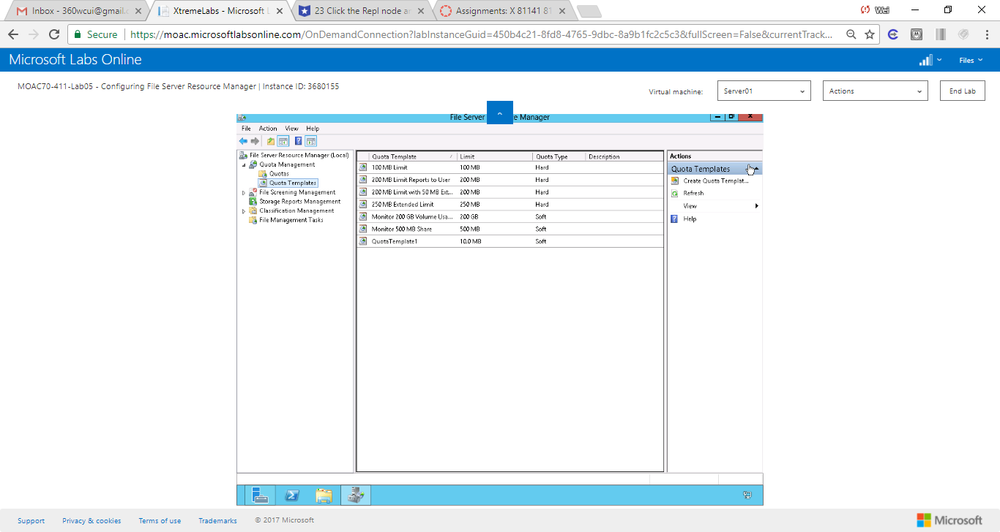 Inbox - 360wcui@gmail.c
XtremeLabs - Microsoft L
23 Click the Repl node a
Assignments: X 81141 81
Wei
Secure
https://moac.microsoftlabsonline.com/OnDemandConnection?labInstanceGuid=450b4c21-8fd8-4765-9dbc-8a9b1fc2c5c3&fullScreen=False&currentTrack...
Microsoft Labs Online
Files
MOAC70-411-Lab05 - Configuring File Server Resource Manager | Instance ID: 3680155
Virtual machine:
Server01
Actions
End Lab
File Server e Manager
File Action View Help
File Server Resource Manager (Local)
Quota Management
Quotas
Quota Templates
File Screening Management
Storage Reports Management
Classification Management
File Management Tasks
Quota Template / Limit Quota Type Description
100 MB Limit 100 MB Hard
200 MB Limit Reports to User 200 MB Hard
200 MB Limit with 50 MB Ext... 200 MB Hard
250 MB Extended Limit 250 MB Hard
Monitor 200 GB Volume Usa... 200 GB Soft
Monitor 500 MB Share 500 MB Soft
QuotaTemplate1 10.0 MB Soft
Actions
Quota Templates
Create Quota Templat...
Refresh
View
Help
Support Privacy & cookies Terms of use Trademarks © 2017 Microsoft
Microsoft